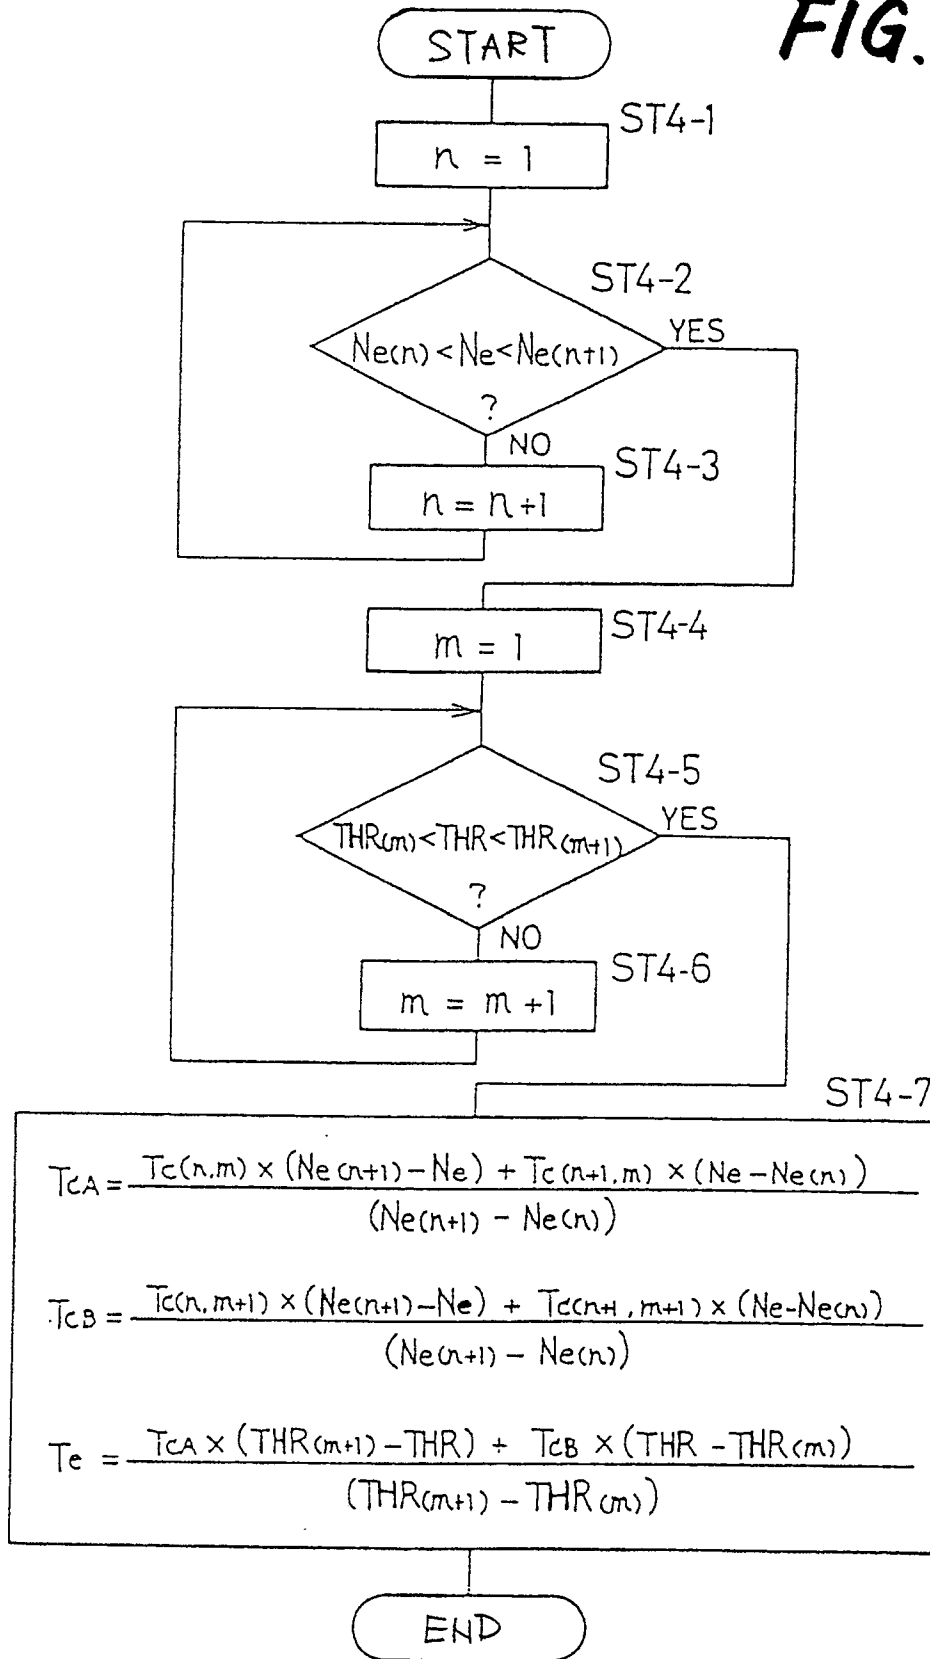 FIG.
START
ST4-1
n = 1
ST4-2
YES
Ne(n)<Ne<Ne(n+1)
?
NO
ST4-3
n = n+1
ST4-4
m = 1
ST4-5
YES
THR(m)<THR<THR(m+1)
?
NO
ST4-6
m = m+1
ST4-7
TcA = Tc(n,m) × (Ne(n+1)-Ne) + Tc(n+1,m) × (Ne-Ne(n))
(Ne(n+1) - Ne(n))
TcB = Tc(n,m+1) × (Ne(n+1)-Ne) + Tc(n+1,m+1) × (Ne-Ne(n))
(Ne(n+1) - Ne(n))
Te = TcA × (THR(m+1)-THR) + TcB × (THR-THR(m))
(THR(m+1) - THR(m))
END